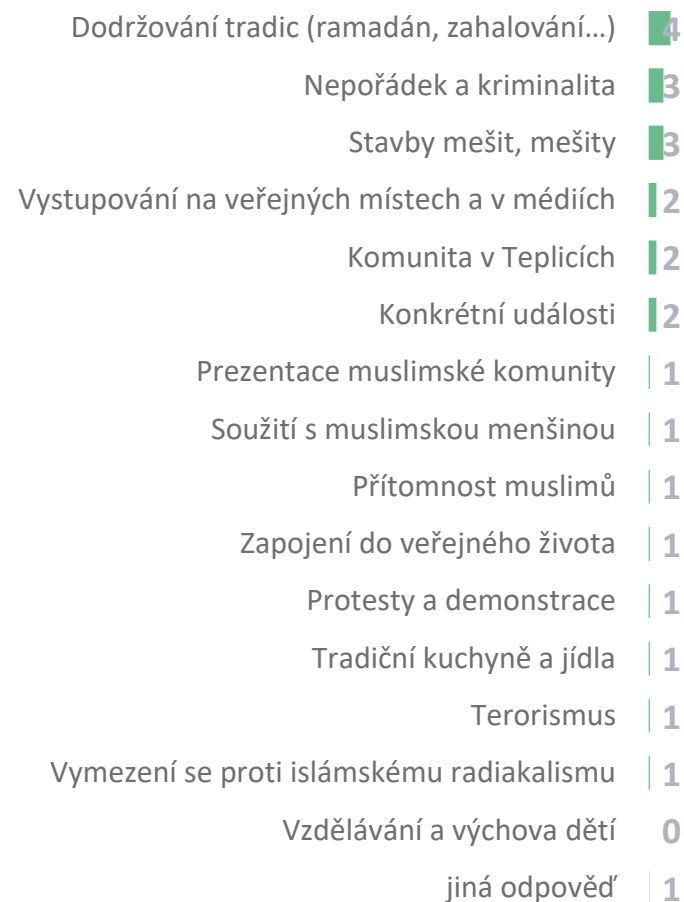 Dodržování tradic (ramadán, zahalování…) 4
Nepořádek a kriminalita 3
Stavby mešit, mešity 3
Vystupování na veřejných místech a v médiích 2
Komunita v Teplicích 2
Konkrétní události 2
Prezentace muslimské komunity 1
Soužití s muslimskou menšinou 1
Přítomnost muslimů 1
Zapojení do veřejného života 1
Protesty a demonstrace 1
Tradiční kuchyně a jídla 1
Terorismus 1
Vymezení se proti islámskému radiakalismu 1
Vzdělávání a výchova dětí 0
jiná odpověď 1